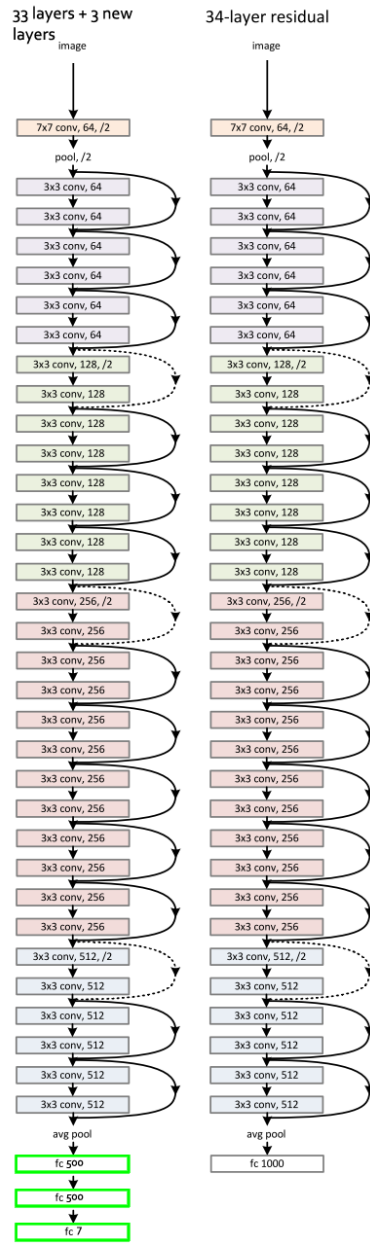 33 layers + 3 new
layers
image
7x7 conv, 64, /2
pool, /2
3x3 conv, 64
3x3 conv, 64
3x3 conv, 64
3x3 conv, 64
3x3 conv, 64
3x3 conv, 64
3x3 conv, 128, /2
3x3 conv, 128
3x3 conv, 128
3x3 conv, 128
3x3 conv, 128
3x3 conv, 128
3x3 conv, 128
3x3 conv, 128
3x3 conv, 256, /2
3x3 conv, 256
3x3 conv, 256
3x3 conv, 256
3x3 conv, 256
3x3 conv, 256
3x3 conv, 256
3x3 conv, 256
3x3 conv, 256
3x3 conv, 256
3x3 conv, 256
3x3 conv, 256
3x3 conv, 512, /2
3x3 conv, 512
3x3 conv, 512
3x3 conv, 512
3x3 conv, 512
3x3 conv, 512
avg pool
fc 500
fc 500
fc 7
34-layer residual
image
7x7 conv, 64, /2
pool, /2
3x3 conv, 64
3x3 conv, 64
3x3 conv, 64
3x3 conv, 64
3x3 conv, 64
3x3 conv, 64
3x3 conv, 128, /2
3x3 conv, 128
3x3 conv, 128
3x3 conv, 128
3x3 conv, 128
3x3 conv, 128
3x3 conv, 128
3x3 conv, 128
3x3 conv, 256, /2
3x3 conv, 256
3x3 conv, 256
3x3 conv, 256
3x3 conv, 256
3x3 conv, 256
3x3 conv, 256
3x3 conv, 256
3x3 conv, 256
3x3 conv, 256
3x3 conv, 256
3x3 conv, 256
3x3 conv, 512, /2
3x3 conv, 512
3x3 conv, 512
3x3 conv, 512
3x3 conv, 512
3x3 conv, 512
avg pool
fc 1000